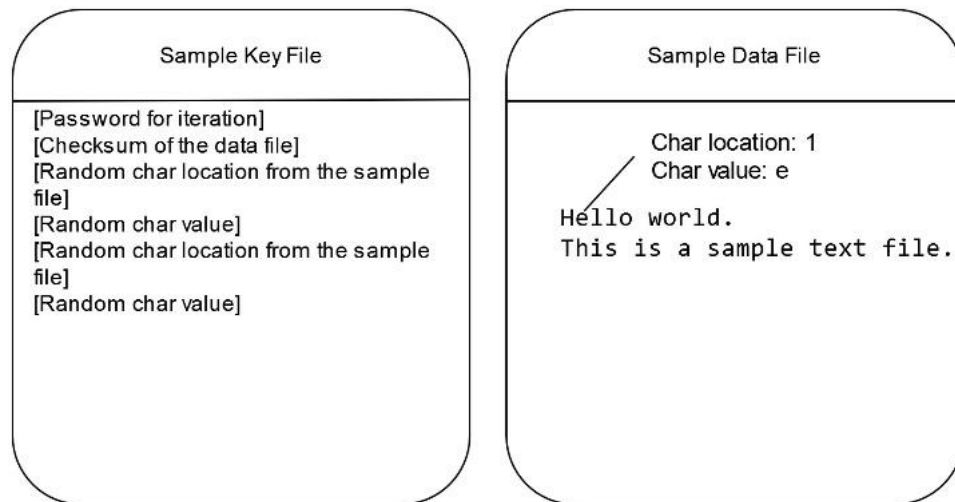 Sample Key File
[Password for iteration]
[Checksum of the data file]
[Random char location from the sample
file]
[Random char value]
[Random char location from the sample
file]
[Random char value]
Sample Data File
Char location: 1
Char value: e
Hello world.
This is a sample text file.